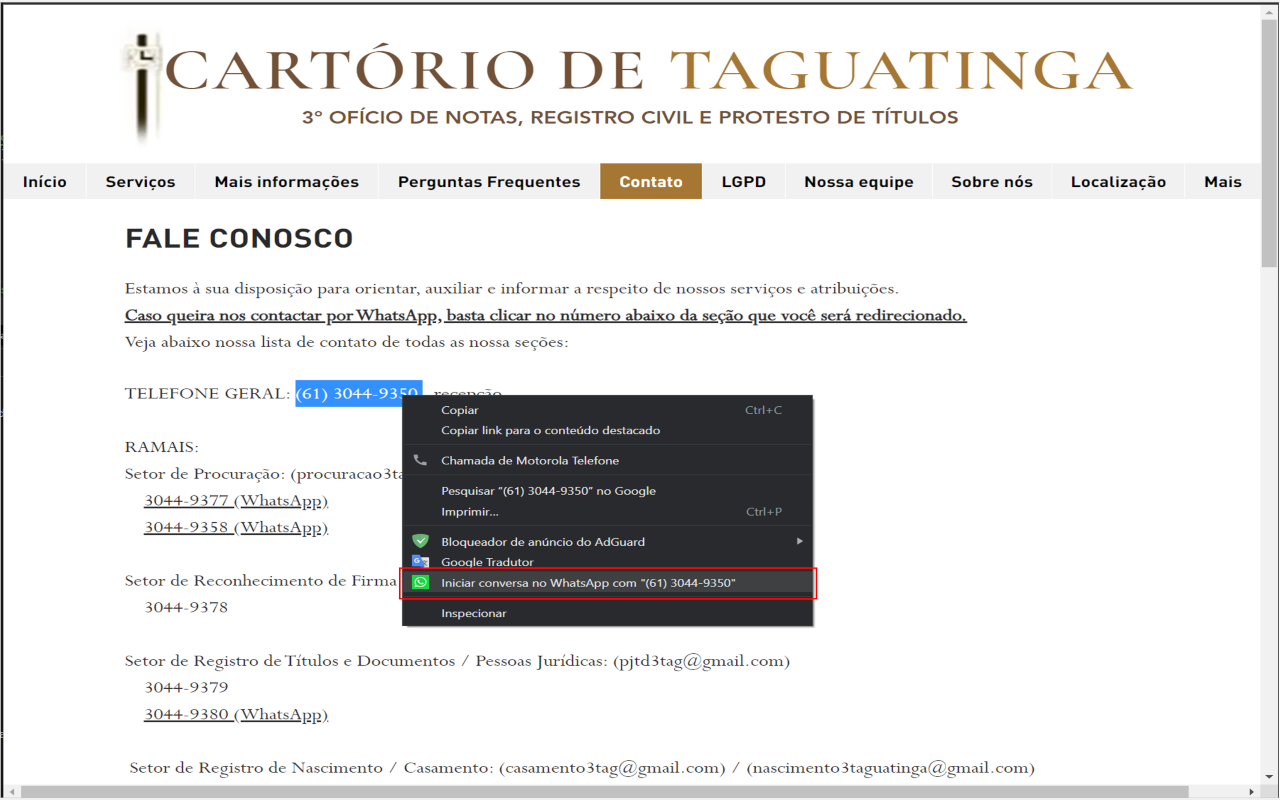 CARTÓRIO DE TAGUATINGA
3º OFÍCIO DE NOTAS, REGISTRO CIVIL E PROTESTO DE TÍTULOS
Início Serviços Mais informações Perguntas Frequentes Contato LGPD Nossa equipe Sobre nós Localização Mais
FALE CONOSCO
Estamos à sua disposição para orientar, auxiliar e informar a respeito de nossos serviços e atribuições.
Caso queira nos contactar por WhatsApp, basta clicar no número abaixo da seção que você será redirecionado.
Veja abaixo nossa lista de contato de todas as nossa seções:
TELEFONE GERAL: (61) 3044-9350 recepção
RAMAIS:
Setor de Procuração: (procuracao3ta
3044-9377 (WhatsApp)
3044-9358 (WhatsApp)
Setor de Reconhecimento de Firma
3044-9378
Copiar Ctrl+C
Copiar link para o conteúdo destacado
Chamada de Motorola Telefone
Pesquisar "(61) 3044-9350" no Google
Imprimir... Ctrl+P
Bloqueador de anúncio do AdGuard
Google Tradutor
Iniciar conversa no WhatsApp com "(61) 3044-9350"
Inspecionar
Setor de Registro de Títulos e Documentos / Pessoas Jurídicas: (pjtd3tag@gmail.com)
3044-9379
3044-9380 (WhatsApp)
Setor de Registro de Nascimento / Casamento: (casamento3tag@gmail.com) / (nascimento3taguatinga@gmail.com)